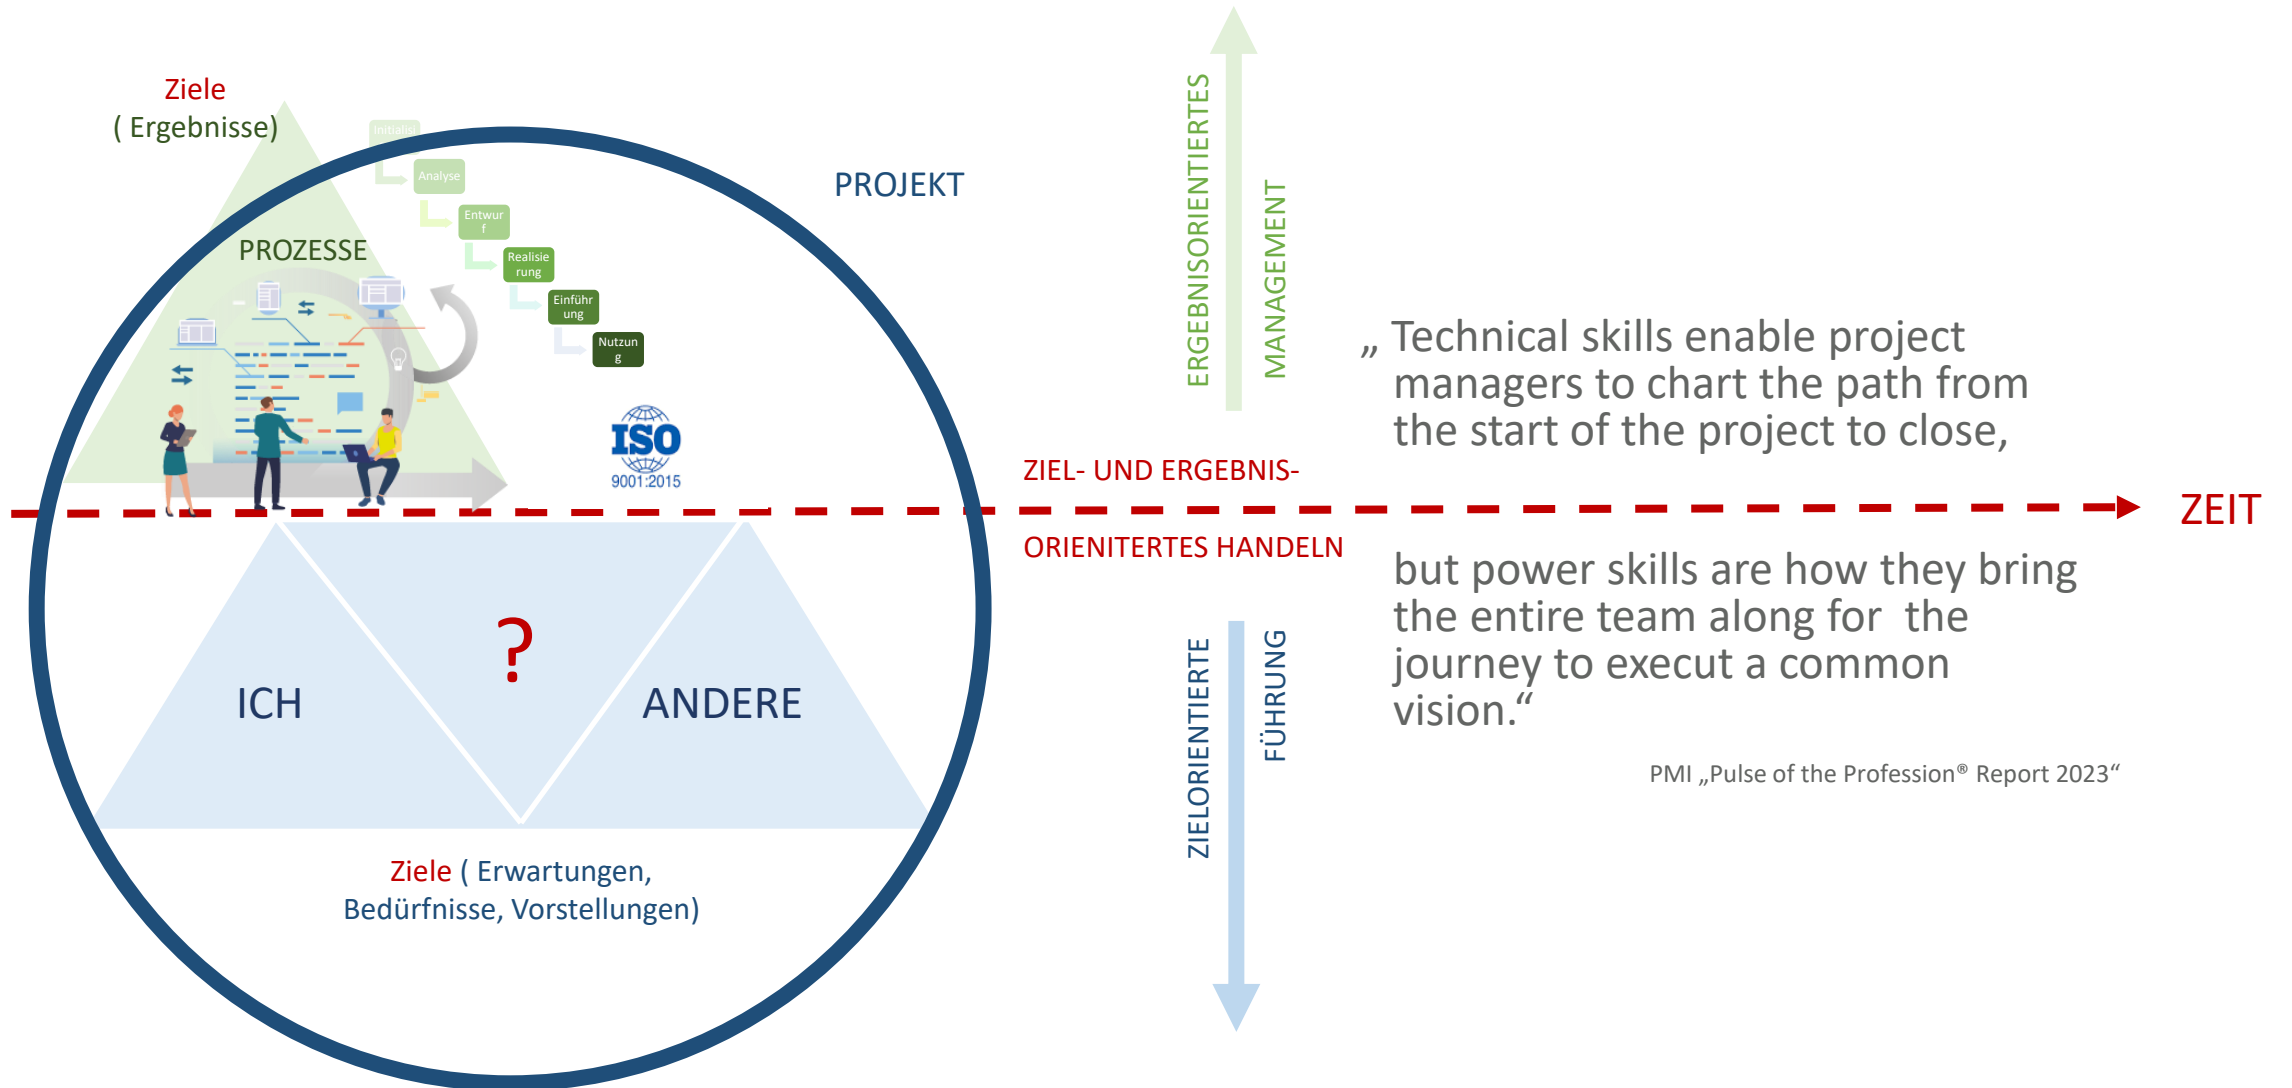 Ziele
( Ergebnisse)
Initialisi
Analyse
Entwur
f
Realisie
rung
Einführ
ung
Nutzun
g
PROJEKT
PROZESSE
ISO
9001:2015
ERGEBNISORIENTIERTES
MANAGEMENT
„ Technical skills enable project
managers to chart the path from
the start of the project to close,
ZIEL- UND ERGEBNIS-
ZEIT
ORIENITERTES HANDELN
but power skills are how they bring
the entire team along for  the
journey to execut a common
vision.“
PMI „Pulse of the Profession® Report 2023“
?
ICH
ANDERE
ZIELORIENTIERTE
FÜHRUNG
Ziele ( Erwartungen,
Bedürfnisse, Vorstellungen)